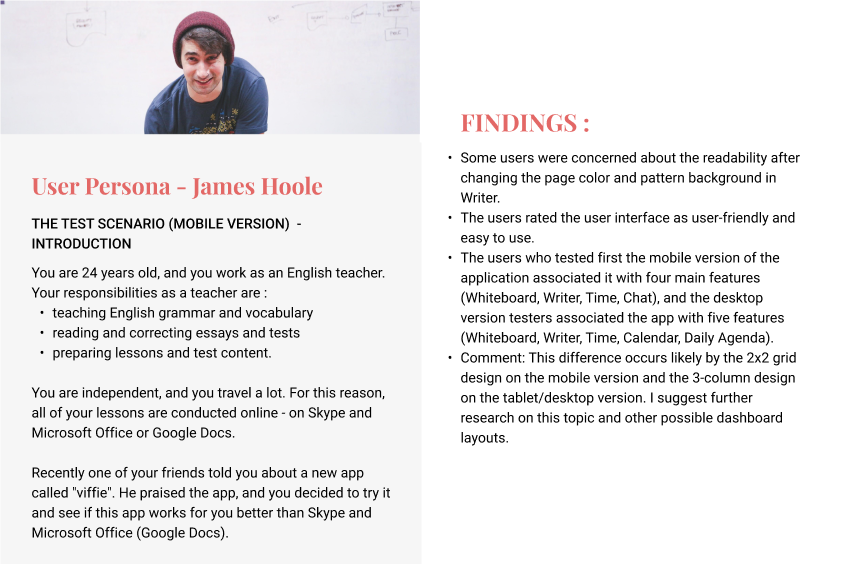 User Persona - James Hoole
THE TEST SCENARIO (MOBILE VERSION)  -
INTRODUCTION
You are 24 years old, and you work as an English teacher.
Your responsibilities as a teacher are :
• teaching English grammar and vocabulary
• reading and correcting essays and tests
• preparing lessons and test content.
You are independent, and you travel a lot. For this reason,
all of your lessons are conducted online - on Skype and
Microsoft Office or Google Docs.
Recently one of your friends told you about a new app
called "viffie". He praised the app, and you decided to try it
and see if this app works for you better than Skype and
Microsoft Office (Google Docs).
FINDINGS :
• Some users were concerned about the readability after
changing the page color and pattern background in
Writer.
• The users rated the user interface as user-friendly and
easy to use.
• The users who tested first the mobile version of the
application associated it with four main features
(Whiteboard, Writer, Time, Chat), and the desktop
version testers associated the app with five features
(Whiteboard, Writer, Time, Calendar, Daily Agenda).
• Comment: This difference occurs likely by the 2x2 grid
design on the mobile version and the 3-column design
on the tablet/desktop version. I suggest further
research on this topic and other possible dashboard
layouts.